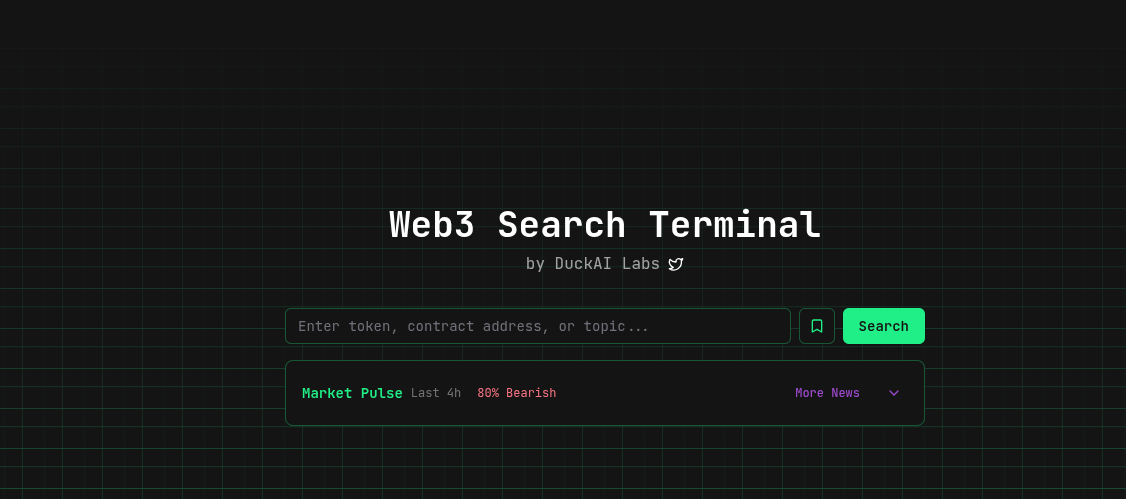 Web3 Search Terminal
by DuckAI Labs
Enter token, contract address, or topic...
Search
Market Pulse Last 4h 80% Bearish More News